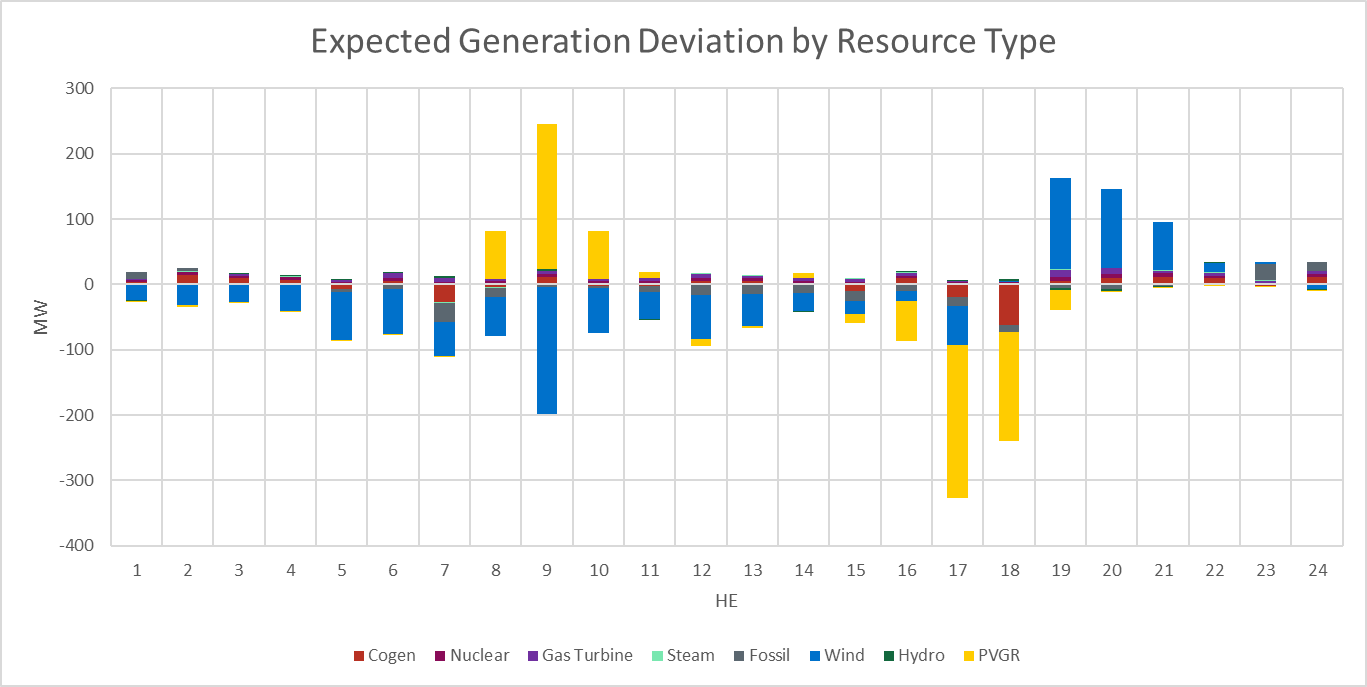 Expected Generation Deviation by Resource Type
300
200
100
0
-100
-200
-300
-400
MW
1 2 3 4 5 6 7 8 9 10 11 12 13 14 15 16 17 18 19 20 21 22 23 24
HE
Cogen Nuclear Gas Turbine Steam Fossil Wind Hydro PVGR